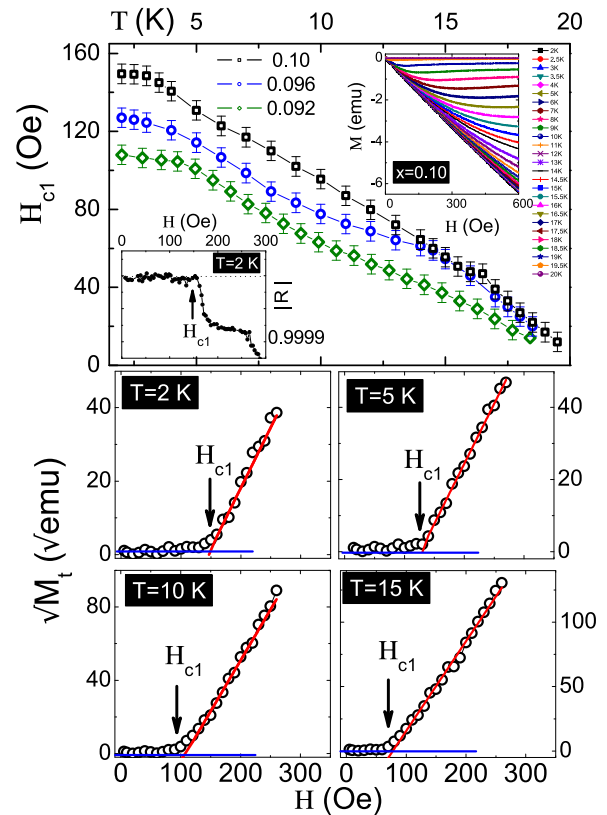 T (K) 5 10 15 20
160
120
80
40
0
H_c1 (Oe)
0.10
0.096
0.092
M (emu)
0
-2
-4
-6
x=0.10
0 300 600
H (Oe)
2K
2.5K
3K
3.5K
4K
5K
6K
7K
8K
9K
10K
11K
12K
13K
14K
14.5K
15K
15.5K
16K
16.5K
17K
17.5K
18K
18.5K
19K
19.5K
20K
H (Oe)
0 100 200 300
T=2 K
H_c1
|R|
0.9999
√M_t (√emu)
T=2 K
40
20
0
H_c1
T=5 K
40
20
0
H_c1
T=10 K
80
40
0
H_c1
0 100 200 300
T=15 K
100
50
0
H_c1
0 100 200 300
H (Oe)